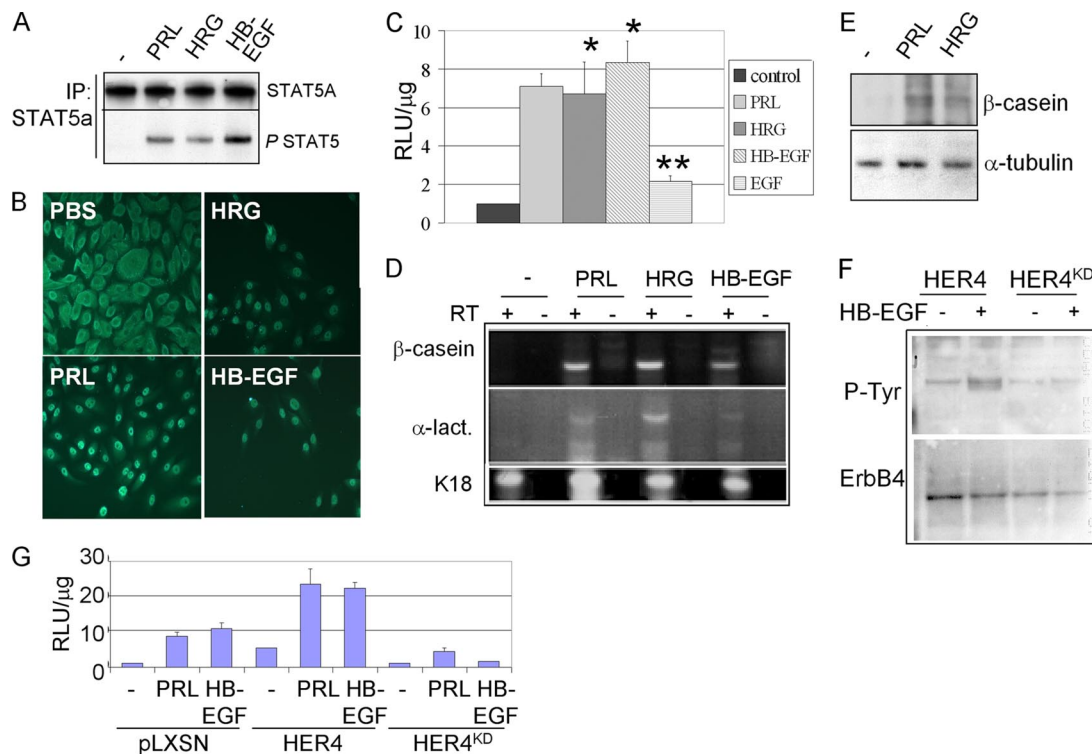 A
- PRL HRG HB-EGF
IP: STAT5a
STAT5A
P STAT5
B
PBS
HRG
PRL
HB-EGF
C
RLU/µg
10
8
6
4
2
0
* * **
control
PRL
HRG
HB-EGF
EGF
D
- PRL HRG HB-EGF
RT + + - + - + -
β-casein
α-lact.
K18
E
- PRL HRG
β-casein
α-tubulin
F
HER4 HER4KD
HB-EGF - + - +
P-Tyr
ErbB4
G
RLU/µg
30
20
10
0
- PRL HB-EGF - PRL HB-EGF - PRL HB-EGF
pLXSN HER4 HER4KD